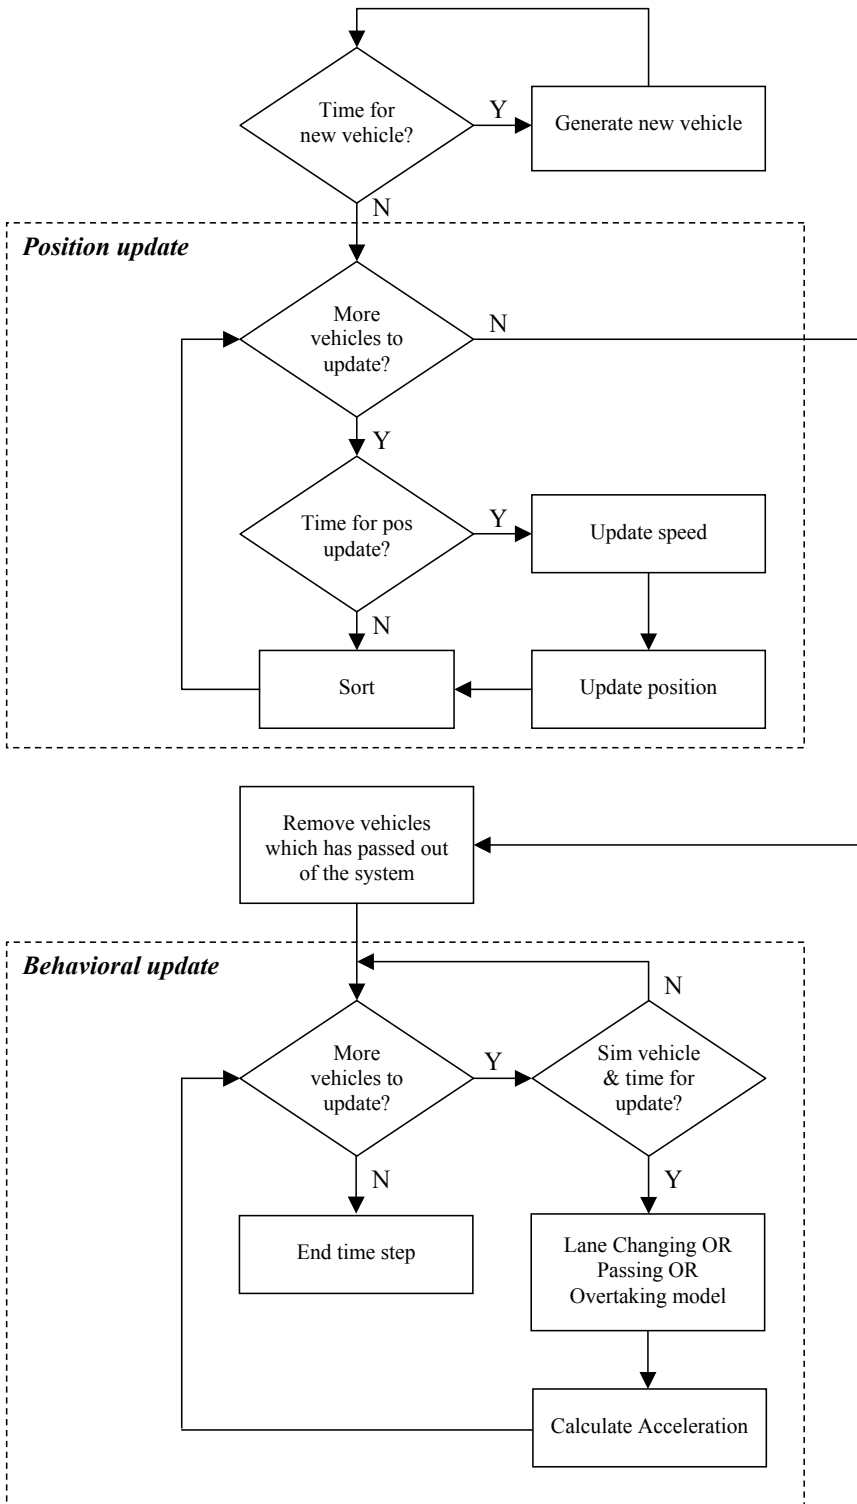 Time for
new vehicle?
Y
Generate new vehicle
N
Position update
More
vehicles to
update?
N
Y
Time for pos
update?
Y
Update speed
N
Sort
Update position
Remove vehicles
which has passed out
of the system
Behavioral update
N
More
vehicles to
update?
Y
Sim vehicle
& time for
update?
N
Y
End time step
Lane Changing OR
Passing OR
Overtaking model
Calculate Acceleration